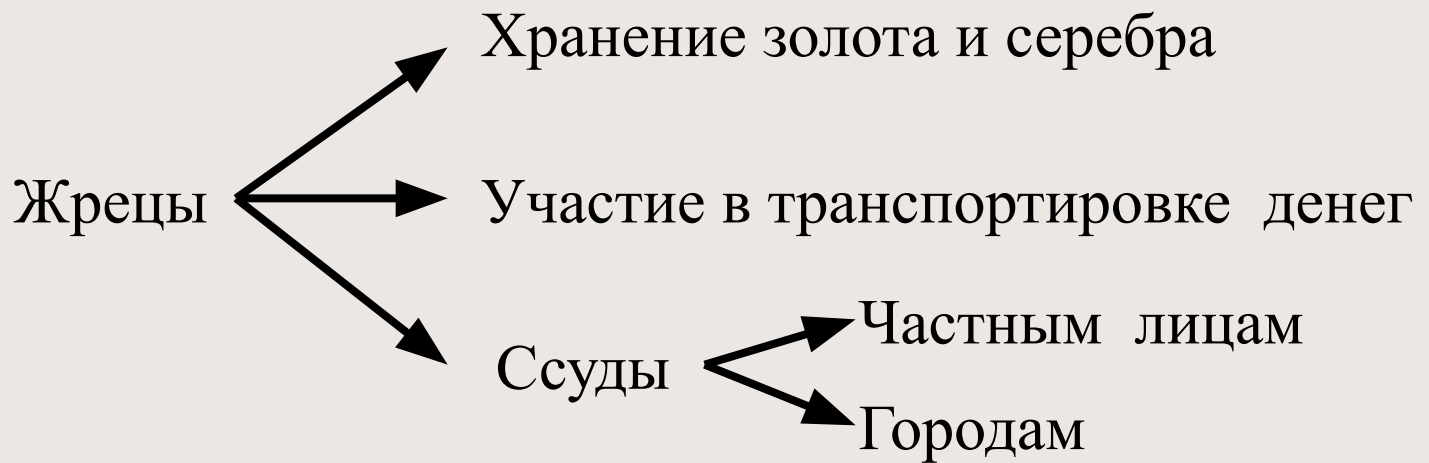 Хранение золота и серебра
Жрецы
Участие в транспортировке денег
Ссуды
Частным лицам
Городам